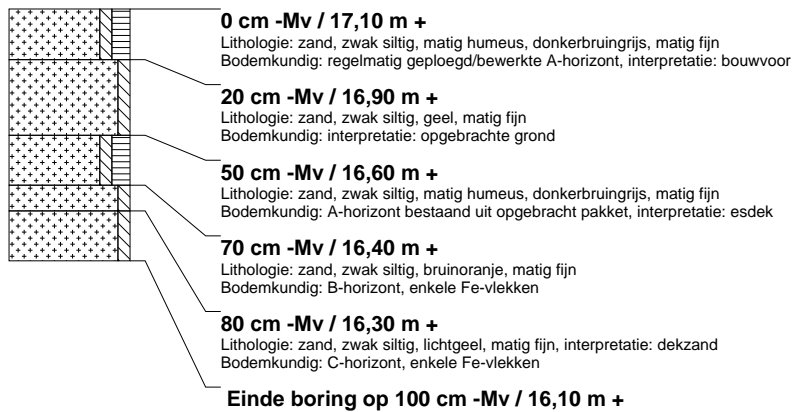 0 cm -Mv / 17,10 m +
Lithologie: zand, zwak siltig, matig humeus, donkerbruingrijs, matig fijn
Bodemkundig: regelmatig geploegd/bewerkte A-horizont, interpretatie: bouwvoor
20 cm -Mv / 16,90 m +
Lithologie: zand, zwak siltig, geel, matig fijn
Bodemkundig: interpretatie: opgebrachte grond
50 cm -Mv / 16,60 m +
Lithologie: zand, zwak siltig, matig humeus, donkerbruingrijs, matig fijn
Bodemkundig: A-horizont bestaand uit opgebracht pakket, interpretatie: esdek
70 cm -Mv / 16,40 m +
Lithologie: zand, zwak siltig, bruinoranje, matig fijn
Bodemkundig: B-horizont, enkele Fe-vlekken
80 cm -Mv / 16,30 m +
Lithologie: zand, zwak siltig, lichtgeel, matig fijn, interpretatie: dekzand
Bodemkundig: C-horizont, enkele Fe-vlekken
Einde boring op 100 cm -Mv / 16,10 m +